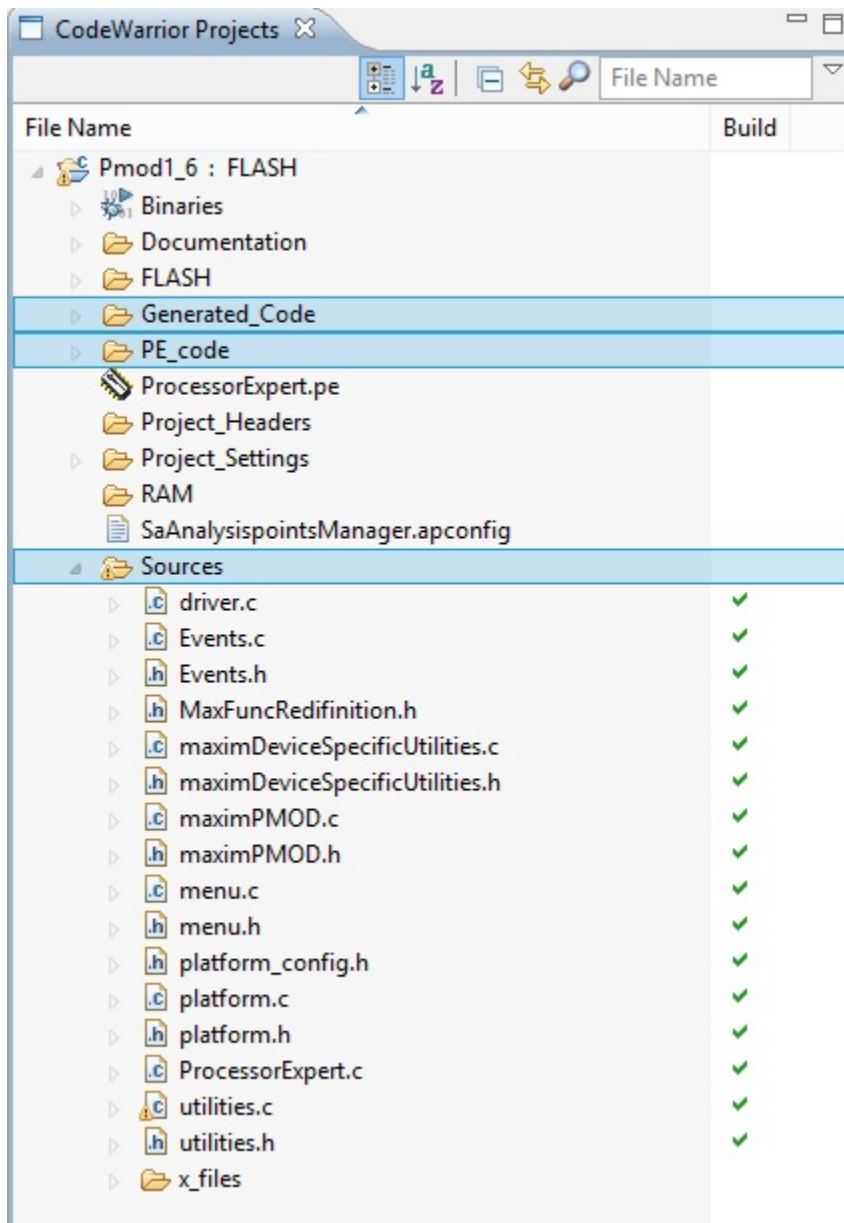 CodeWarrior Projects
File Name
File Name Build
Pmod1_6 : FLASH
Binaries
Documentation
FLASH
Generated_Code
PE_code
ProcessorExpert.pe
Project_Headers
Project_Settings
RAM
SaAnalysispointsManager.apconfig
Sources
.c driver.c
.c Events.c
.h Events.h
.h MaxFuncRedifinition.h
.c maximDeviceSpecificUtilities.c
.h maximDeviceSpecificUtilities.h
.c maximPMOD.c
.h maximPMOD.h
.c menu.c
.h menu.h
.h platform_config.h
.c platform.c
.h platform.h
.c ProcessorExpert.c
.c utilities.c
.h utilities.h
x_files